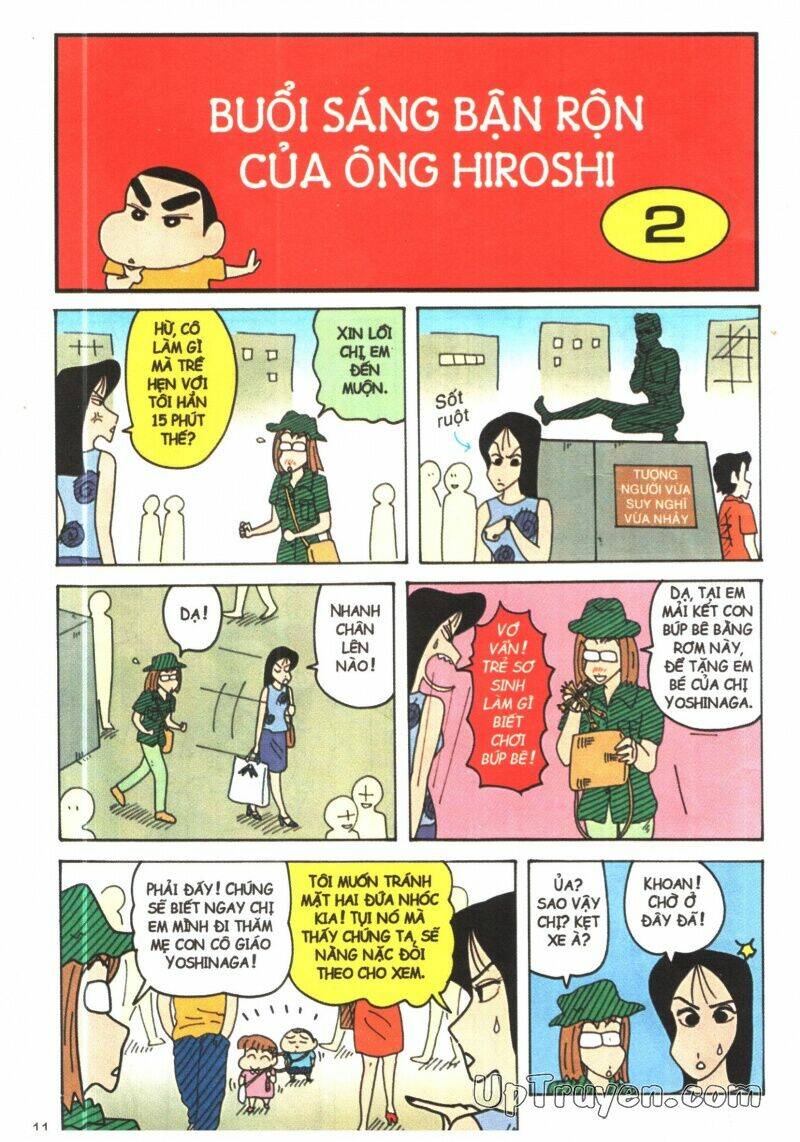 BUỔI SÁNG BẬN RỘN
CỦA ÔNG HIROSHI
2
Sốt
ruột
TƯỢNG
NGƯỜI VỪA
SUY NGHĨ
VỪA NHẢY
XIN LỖI
CHỊ, EM
ĐẾN
MUỘN.
HỪ, CÔ
LÀM GÌ
MÀ TRỄ
HẸN VỚI
TÔI HẲN
15 PHÚT
THẾ?
DẠ, TẠI EM
MẢI KẾT CON
BÚP BÊ BẰNG
RƠM NÀY,
ĐỂ TẶNG EM
BÉ CỦA CHỊ
YOSHINAGA.
VỚ
VẨN!
TRẺ SƠ
SINH
LÀM GÌ
BIẾT
CHƠI
BÚP BÊ!
NHANH
CHÂN
LÊN
NÀO!
DẠ!
KHOAN!
CHỜ Ở
ĐÂY ĐÃ!
ỦA?
SAO VẬY
CHỊ? KẸT
XE À?
TÔI MUỐN TRÁNH
MẶT HAI ĐỨA NHÓC
KIA! TỤI NÓ MÀ
THẤY CHÚNG TA, SẼ
NẰNG NẶC ĐÒI
THEO CHO XEM.
PHẢI ĐẤY! CHÚNG
SẼ BIẾT NGAY CHỊ
EM MÌNH ĐI THĂM
MẸ CON CÔ GIÁO
YOSHINAGA!
UpTruyen.com
11